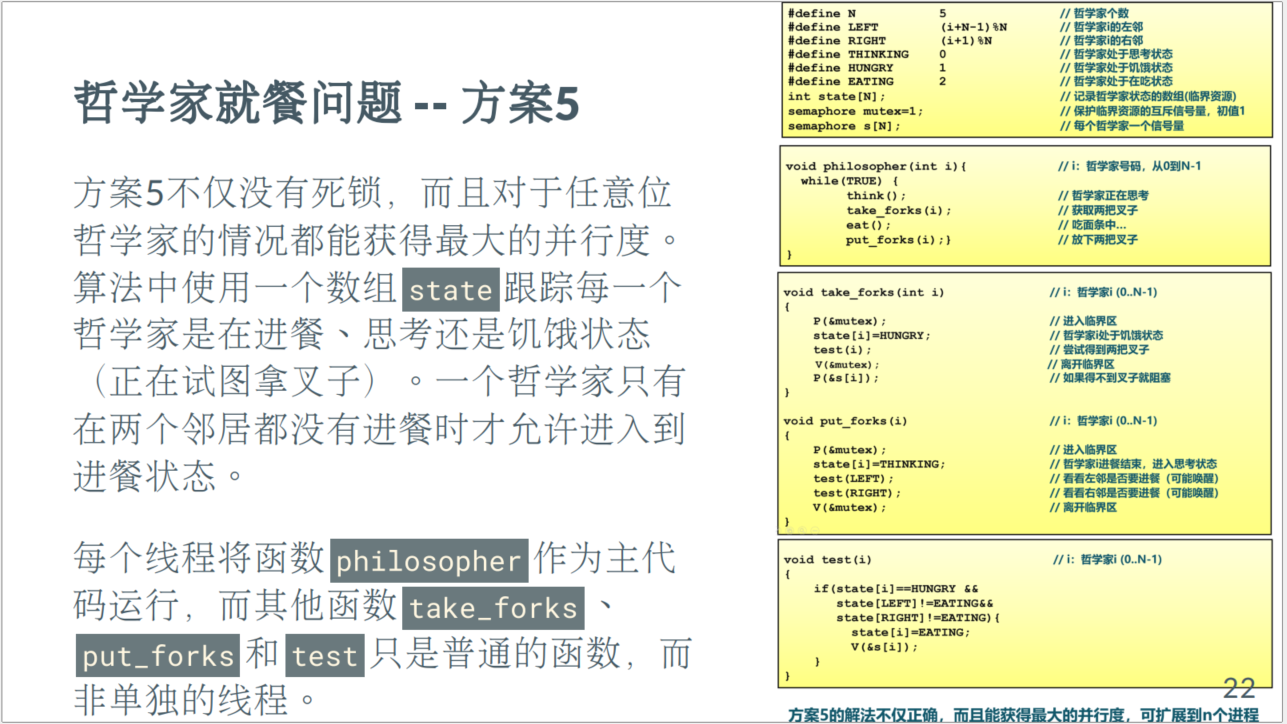 哲学家就餐问题 -- 方案5
方案5不仅没有死锁，而且对于任意位
哲学家的情况都能获得最大的并行度。
算法中使用一个数组 state 跟踪每一个
哲学家是在进餐、思考还是饥饿状态
（正在试图拿叉子）。一个哲学家只有
在两个邻居都没有进餐时才允许进入到
进餐状态。
每个线程将函数 philosopher 作为主代
码运行，而其他函数 take_forks 、
put_forks 和 test 只是普通的函数，而
非单独的线程。
#define N 5 // 哲学家个数
#define LEFT (i+N-1)%N // 哲学家i的左邻
#define RIGHT (i+1)%N // 哲学家i的右邻
#define THINKING 0 // 哲学家处于思考状态
#define HUNGRY 1 // 哲学家处于饥饿状态
#define EATING 2 // 哲学家处于在吃状态
int state[N]; // 记录哲学家状态的数组(临界资源)
semaphore mutex=1; // 保护临界资源的互斥信号量，初值1
semaphore s[N]; // 每个哲学家一个信号量
void philosopher(int i){ // i：哲学家号码，从0到N-1
while(TRUE) {
think(); // 哲学家正在思考
take_forks(i); // 获取两把叉子
eat(); // 吃面条中...
put_forks(i);} // 放下两把叉子
}
void take_forks(int i) // i：哲学家i (0..N-1)
{
P(&mutex); // 进入临界区
state[i]=HUNGRY; // 哲学家i处于饥饿状态
test(i); // 尝试得到两把叉子
V(&mutex); // 离开临界区
P(&s[i]); // 如果得不到叉子就阻塞
}
void put_forks(i) // i：哲学家i (0..N-1)
{
P(&mutex); // 进入临界区
state[i]=THINKING; // 哲学家i进餐结束，进入思考状态
test(LEFT); // 看看左邻是否要进餐（可能唤醒）
test(RIGHT); // 看看右邻是否要进餐（可能唤醒）
V(&mutex); // 离开临界区
}
void test(i) // i：哲学家i (0..N-1)
{
if(state[i]==HUNGRY &&
state[LEFT]!=EATING&&
state[RIGHT]!=EATING){
state[i]=EATING;
V(&s[i]);
}
}
22
方案5的解法不仅正确，而且能获得最大的并行度，可扩展到n个进程